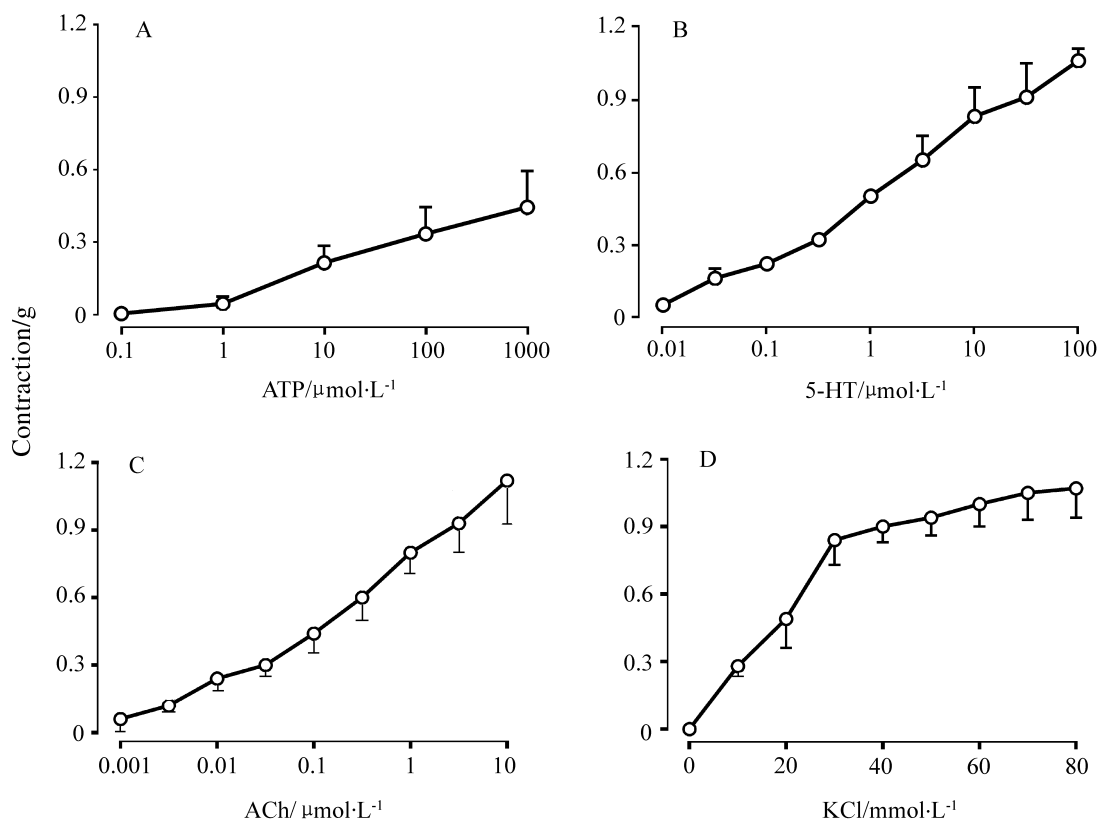 1.2
A
0.9
0.6
0.3
0
0.1 1 10 100 1000
ATP/μmol·L⁻¹
1.2
B
0.9
0.6
0.3
0
0.01 0.1 1 10 100
5-HT/μmol·L⁻¹
Contraction/g
1.2
C
0.9
0.6
0.3
0
0.001 0.01 0.1 1 10
ACh/ μmol·L⁻¹
1.2
D
0.9
0.6
0.3
0
0 20 40 60 80
KCl/mmol·L⁻¹